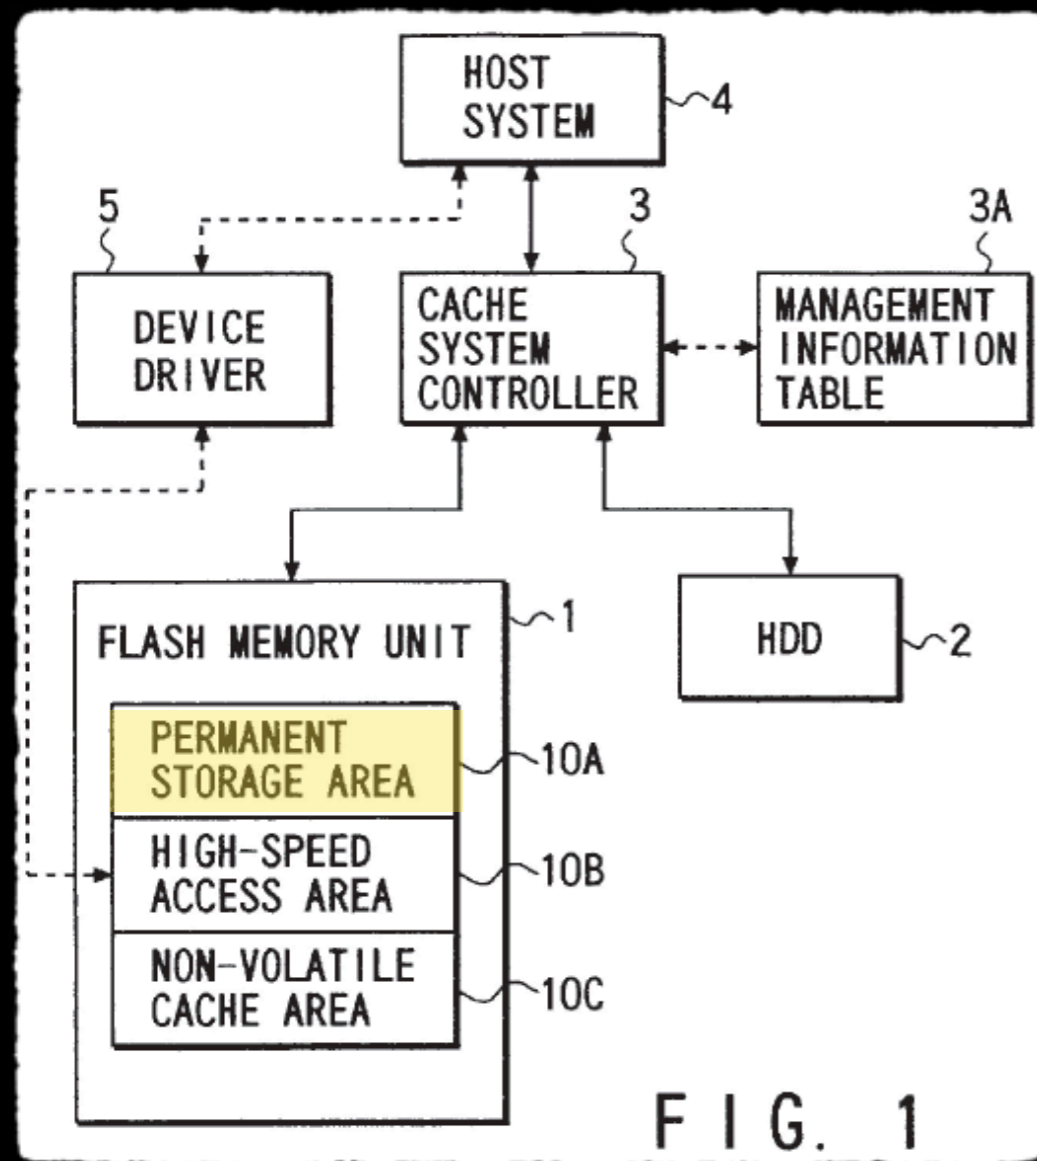 HOST
SYSTEM
4
5
3
3A
DEVICE
DRIVER
CACHE
SYSTEM
CONTROLLER
MANAGEMENT
INFORMATION
TABLE
FLASH MEMORY UNIT
1
HDD
2
PERMANENT
STORAGE AREA
10A
HIGH-SPEED
ACCESS AREA
10B
NON-VOLATILE
CACHE AREA
10C
FIG. 1